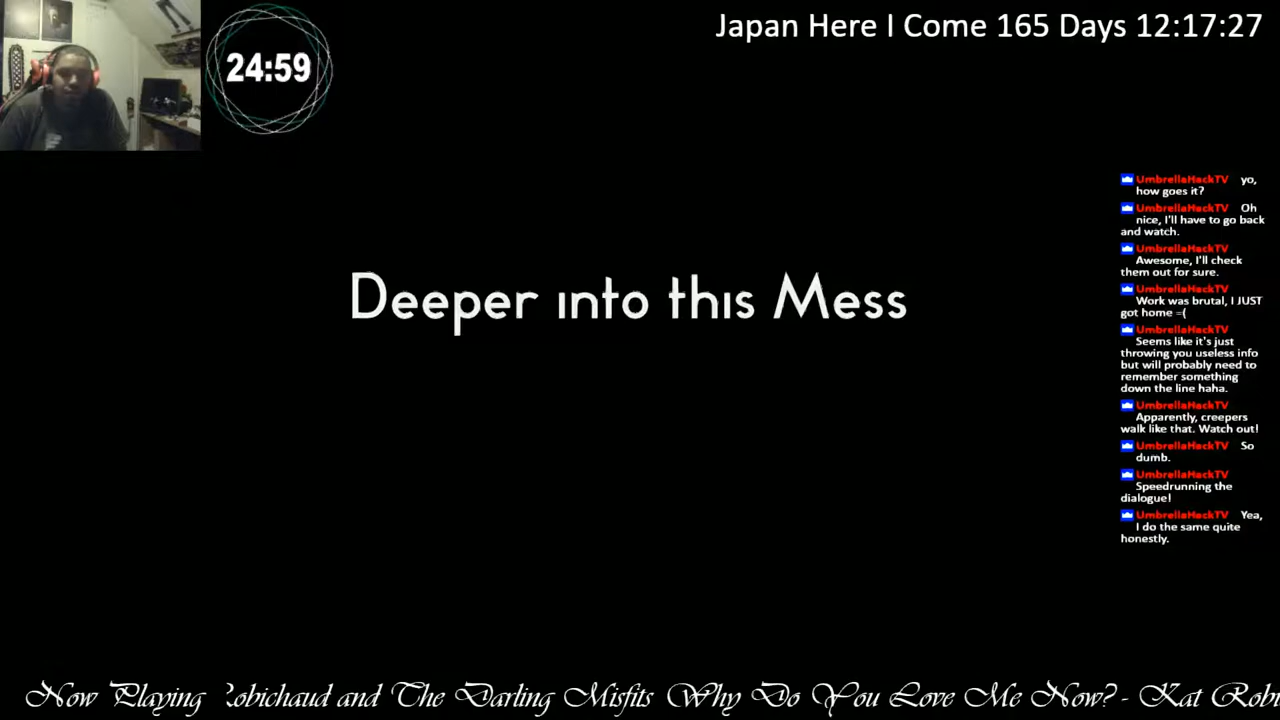 24:59
Japan Here I Come 165 Days 12:17:27
Deeper into this Mess
UmbrellaHackTV yo,
how goes it?
UmbrellaHackTV Oh
nice, I'll have to go back
and watch.
UmbrellaHackTV
Awesome, I'll check
them out for sure.
UmbrellaHackTV
Work was brutal, I JUST
got home =(
UmbrellaHackTV
Seems like it's just
throwing you useless info
but will probably need to
remember something
down the line haha.
UmbrellaHackTV
Apparently, creepers
walk like that. Watch out!
UmbrellaHackTV So
dumb.
UmbrellaHackTV
Speedrunning the
dialogue!
UmbrellaHackTV Yea,
I do the same quite
honestly.
Now Playing obichaud and The Darling Misfits Why Do You Love Me Now? - Kat Rob